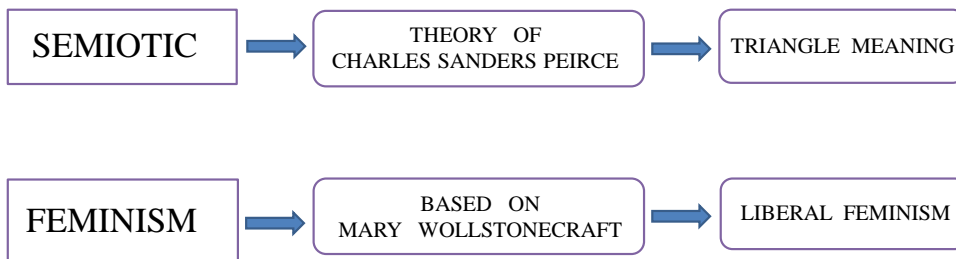 SEMIOTIC
THEORY OF
CHARLES SANDERS PEIRCE
TRIANGLE MEANING
FEMINISM
BASED ON
MARY WOLLSTONECRAFT
LIBERAL FEMINISM